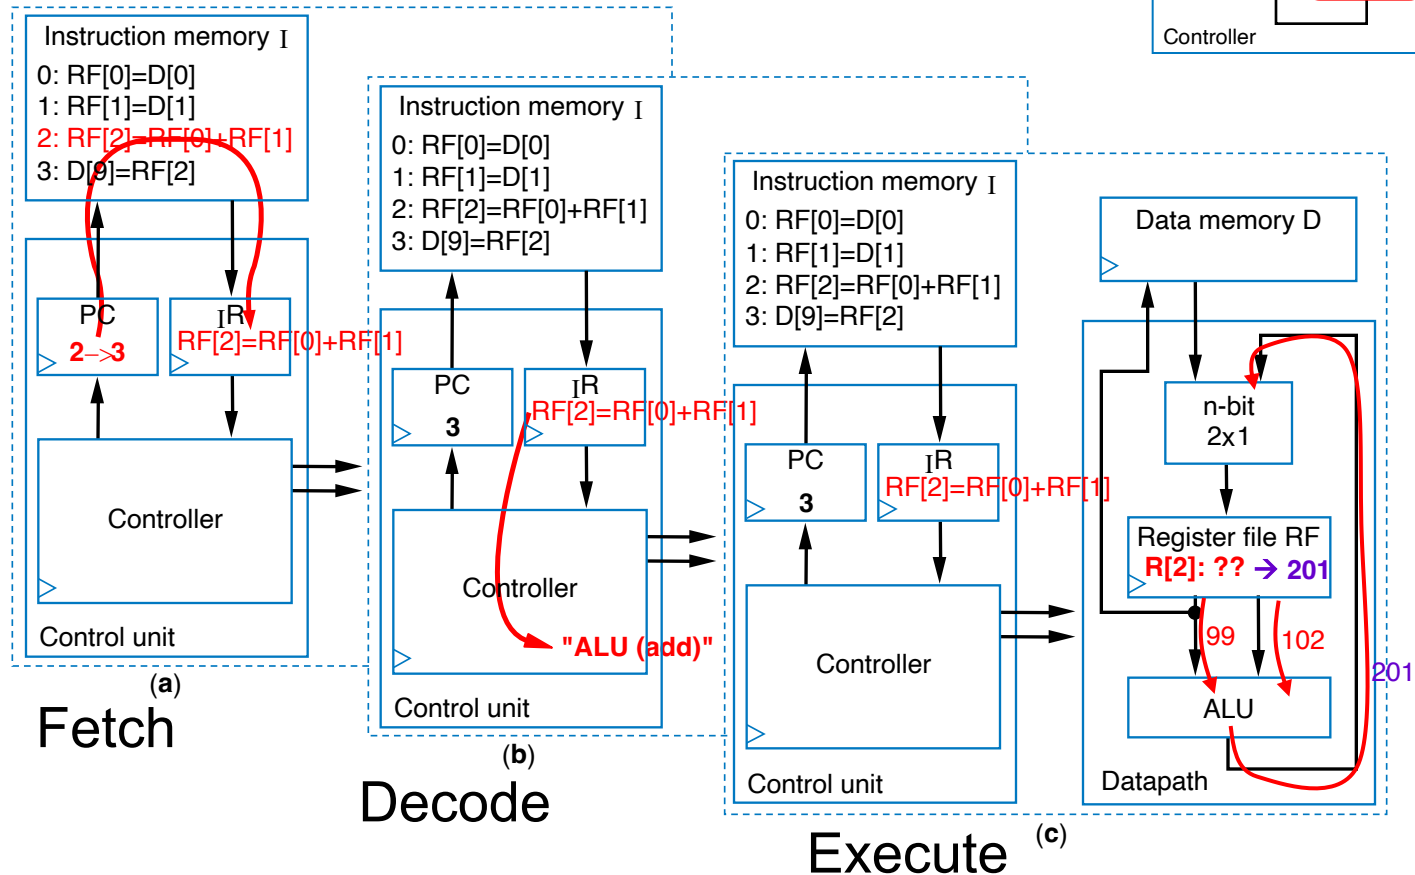 Controller
Instruction memory I
0: RF[0]=D[0]
1: RF[1]=D[1]
2: RF[2]=RF[0]+RF[1]
3: D[9]=RF[2]
PC
2->3
IR
RF[2]=RF[0]+RF[1]
Controller
Control unit
(a)
Fetch
Instruction memory I
0: RF[0]=D[0]
1: RF[1]=D[1]
2: RF[2]=RF[0]+RF[1]
3: D[9]=RF[2]
PC
3
IR
RF[2]=RF[0]+RF[1]
Controller
"ALU (add)"
Control unit
(b)
Decode
Instruction memory I
0: RF[0]=D[0]
1: RF[1]=D[1]
2: RF[2]=RF[0]+RF[1]
3: D[9]=RF[2]
PC
3
IR
RF[2]=RF[0]+RF[1]
Controller
Control unit
Data memory D
n-bit
2x1
Register file RF
R[2]: ?? → 201
99
102
201
ALU
Datapath
(c)
Execute